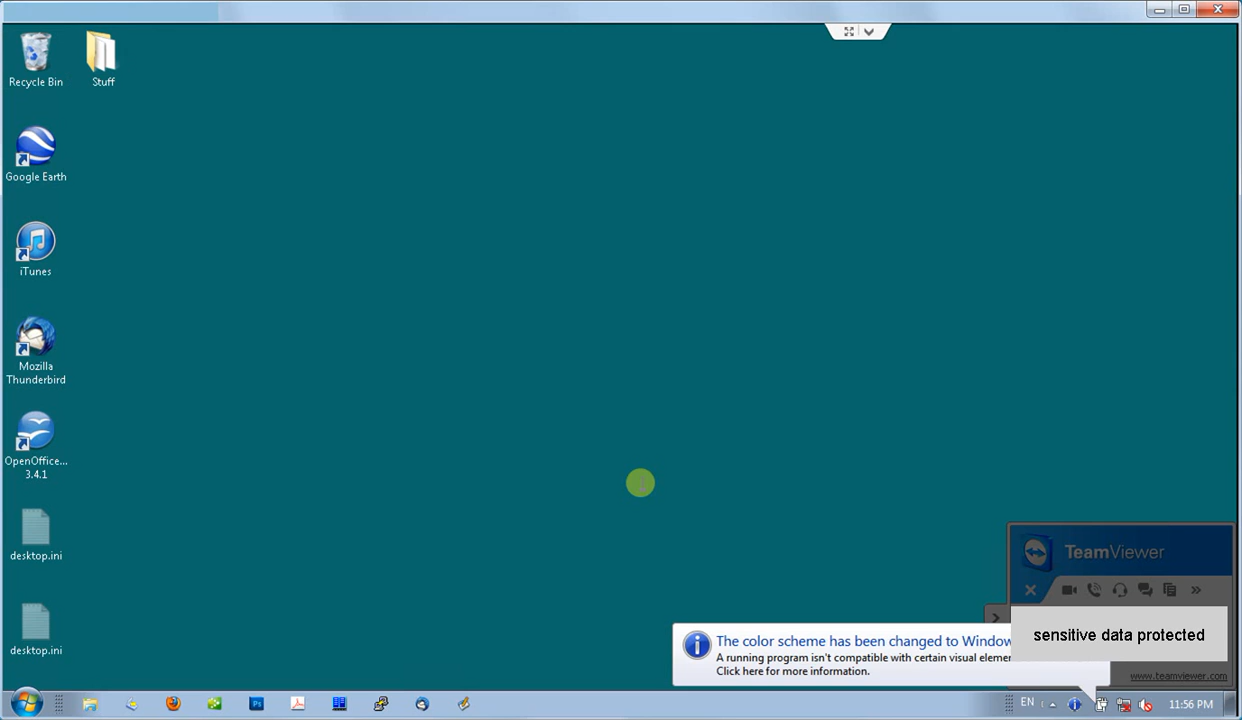 Recycle Bin
Stuff
Google Earth
iTunes
Mozilla
Thunderbird
OpenOffice...
3.4.1
desktop.ini
desktop.ini
TeamViewer
sensitive data protected
www.teamviewer.com
The color scheme has been changed to Window
A running program isn't compatible with certain visual eleme
Click here for more information.
Ps
EN
11:56 PM